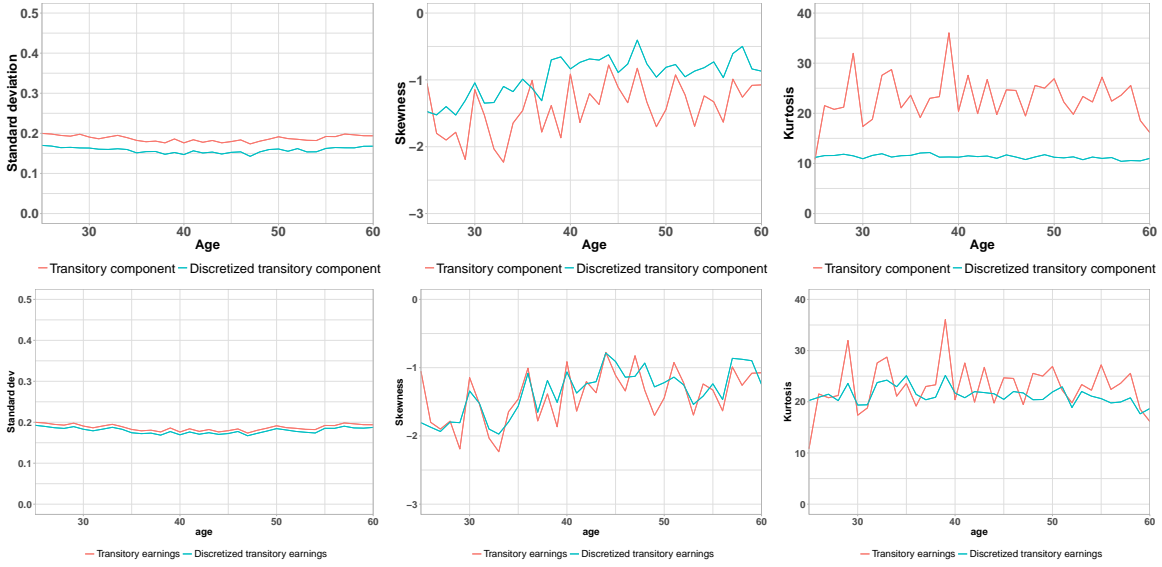 Standard deviation
0.5
0.4
0.3
0.2
0.1
0.0
30 40 50 60
Age
Transitory component Discretized transitory component
Skewness
0
−1
−2
−3
30 40 50 60
Age
Transitory component Discretized transitory component
Kurtosis
40
30
20
10
0
30 40 50 60
Age
Transitory component Discretized transitory component
Standard dev
0.5
0.4
0.3
0.2
0.1
0.0
30 40 50 60
age
Transitory earnings Discretized transitory earnings
Skewness
0
−1
−2
−3
30 40 50 60
age
Transitory earnings Discretized transitory earnings
Kurtosis
40
30
20
10
0
30 40 50 60
age
Transitory earnings Discretized transitory earnings